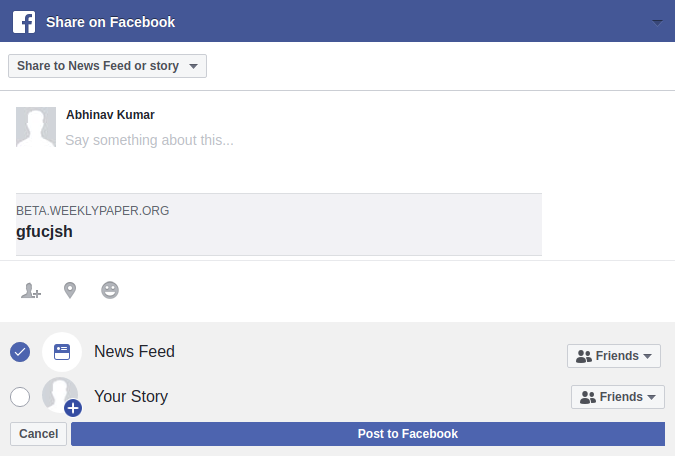 Share on Facebook
Share to News Feed or story
Abhinav Kumar
Say something about this...
BETA.WEEKLYPAPER.ORG
gfucjsh
News Feed
Friends
Your Story
Friends
Cancel
Post to Facebook